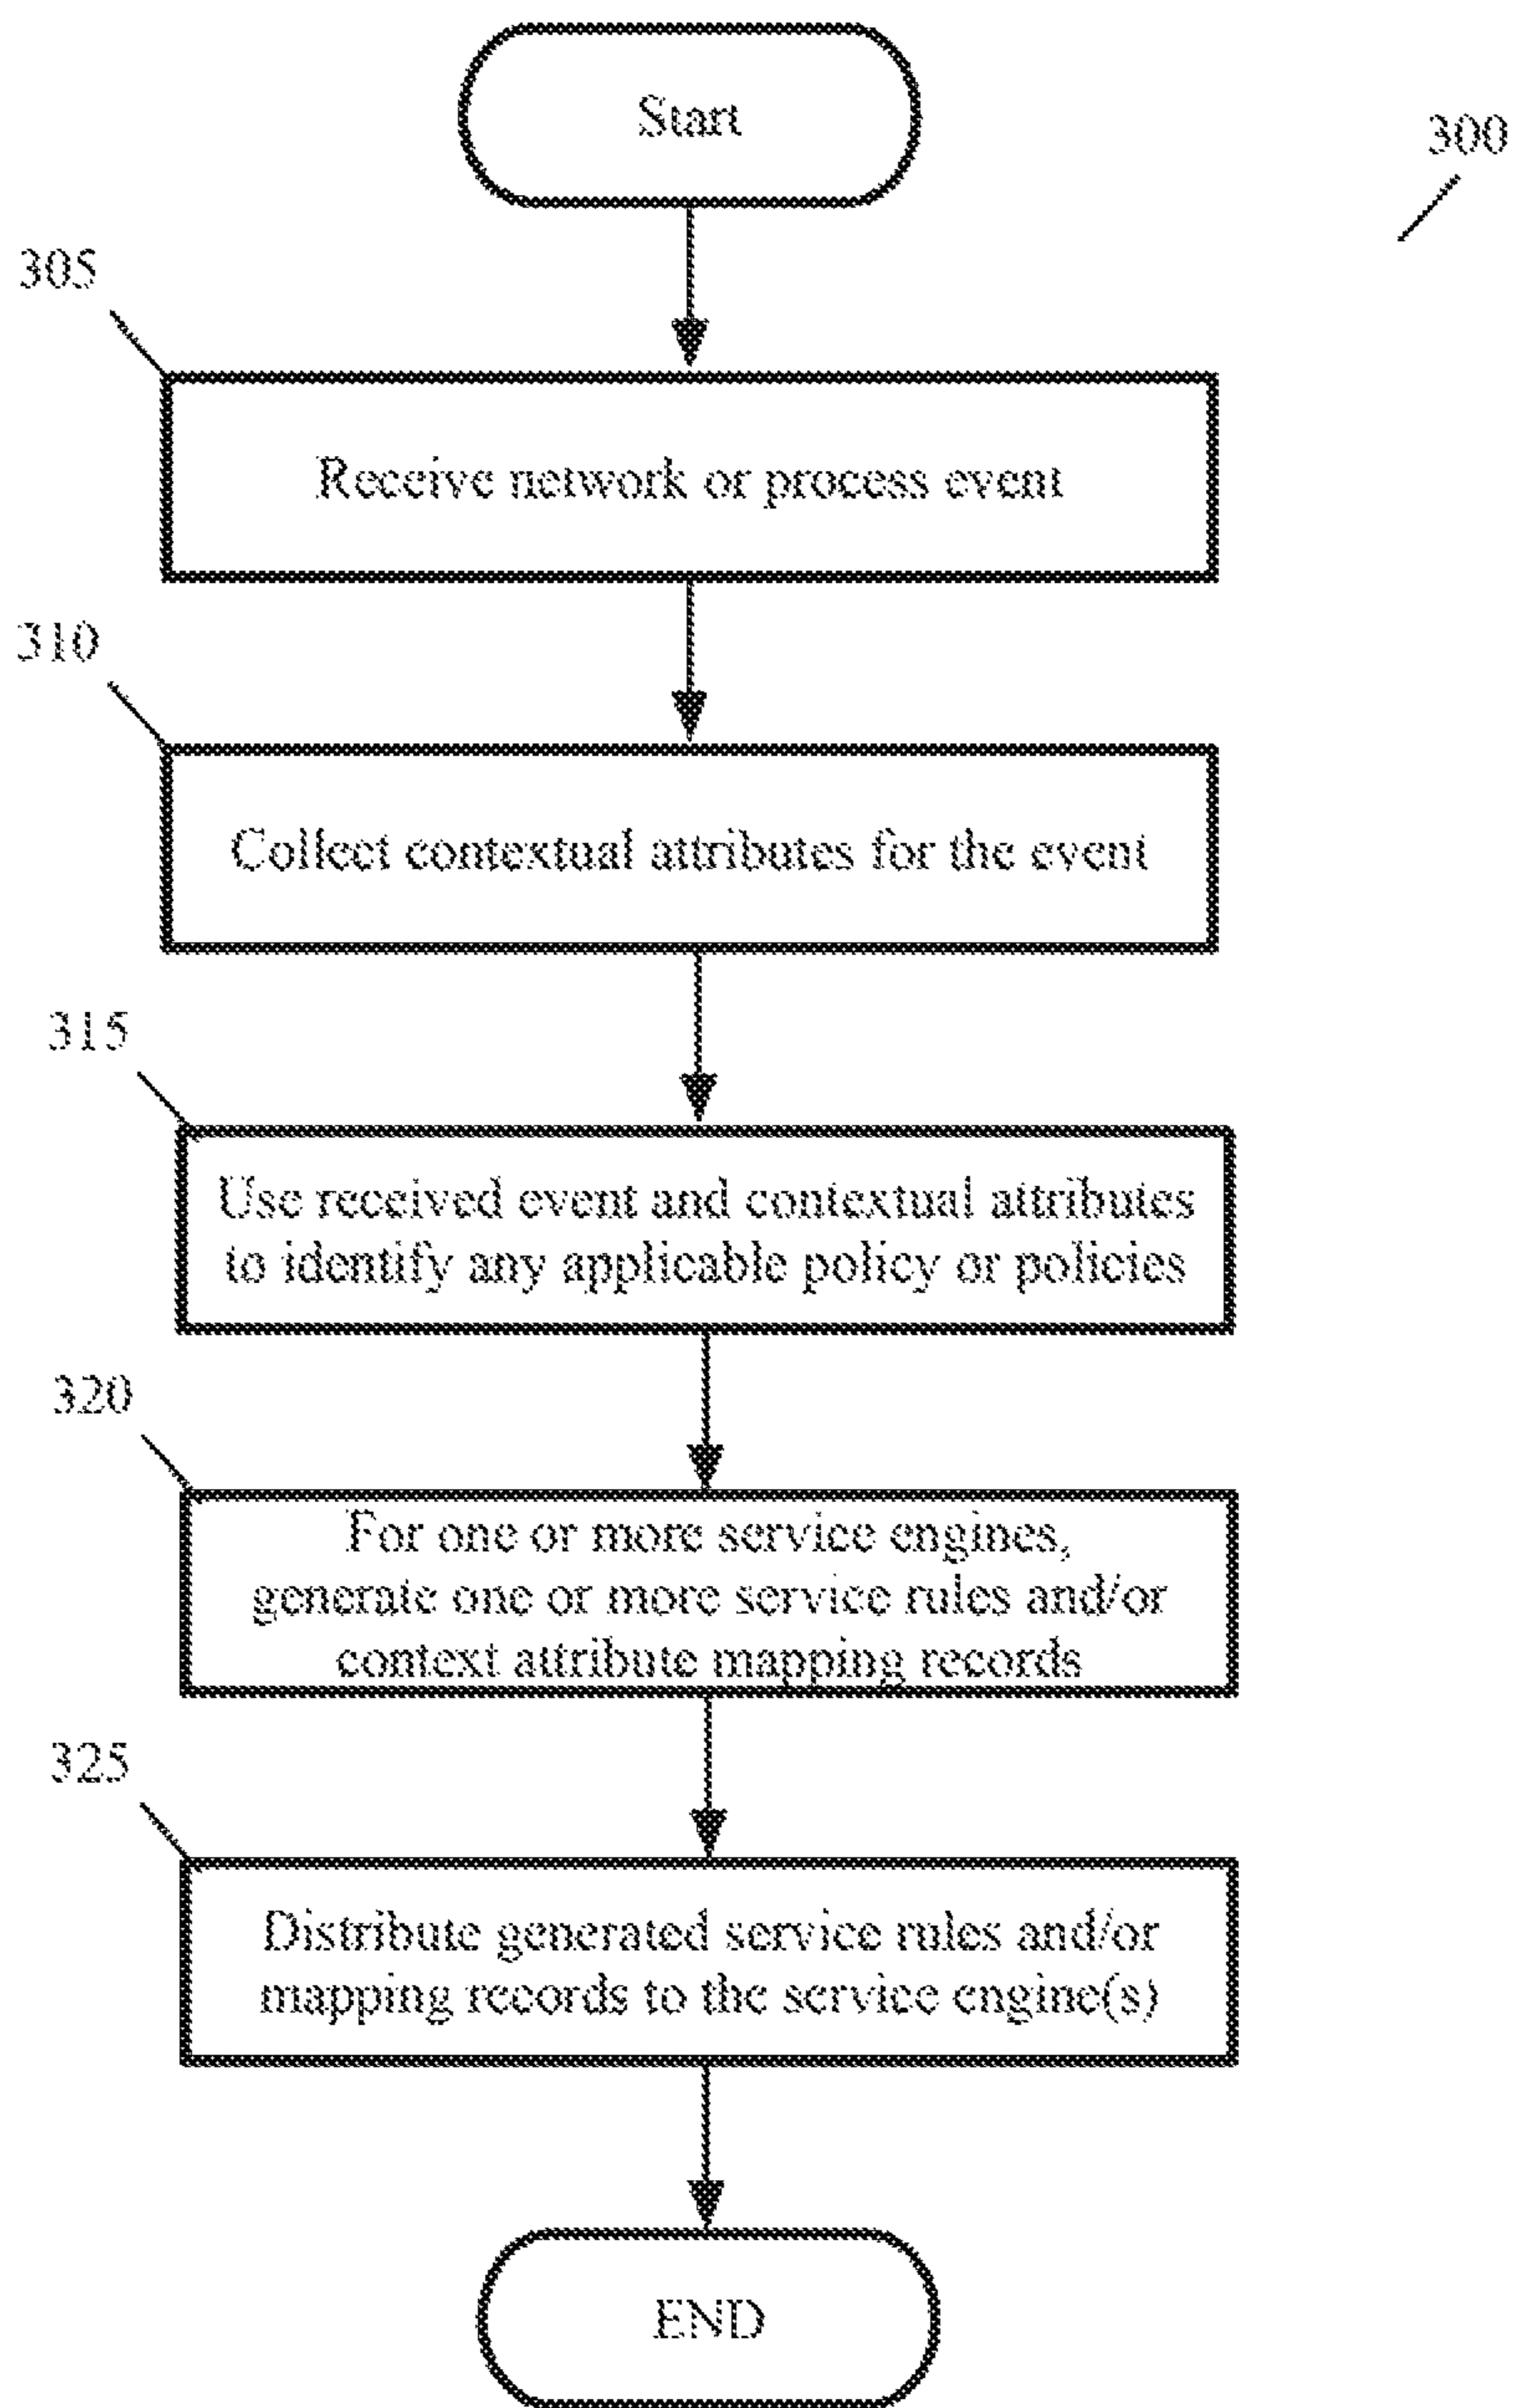 Start
300
305
Receive network or process event
310
Collect contextual attributes for the event
315
Use received event and contextual attributes
to identify any applicable policy or policies
320
For one or more service engines,
generate one or more service rules and/or
context attribute mapping records
325
Distribute generated service rules and/or
mapping records to the service engine(s)
END